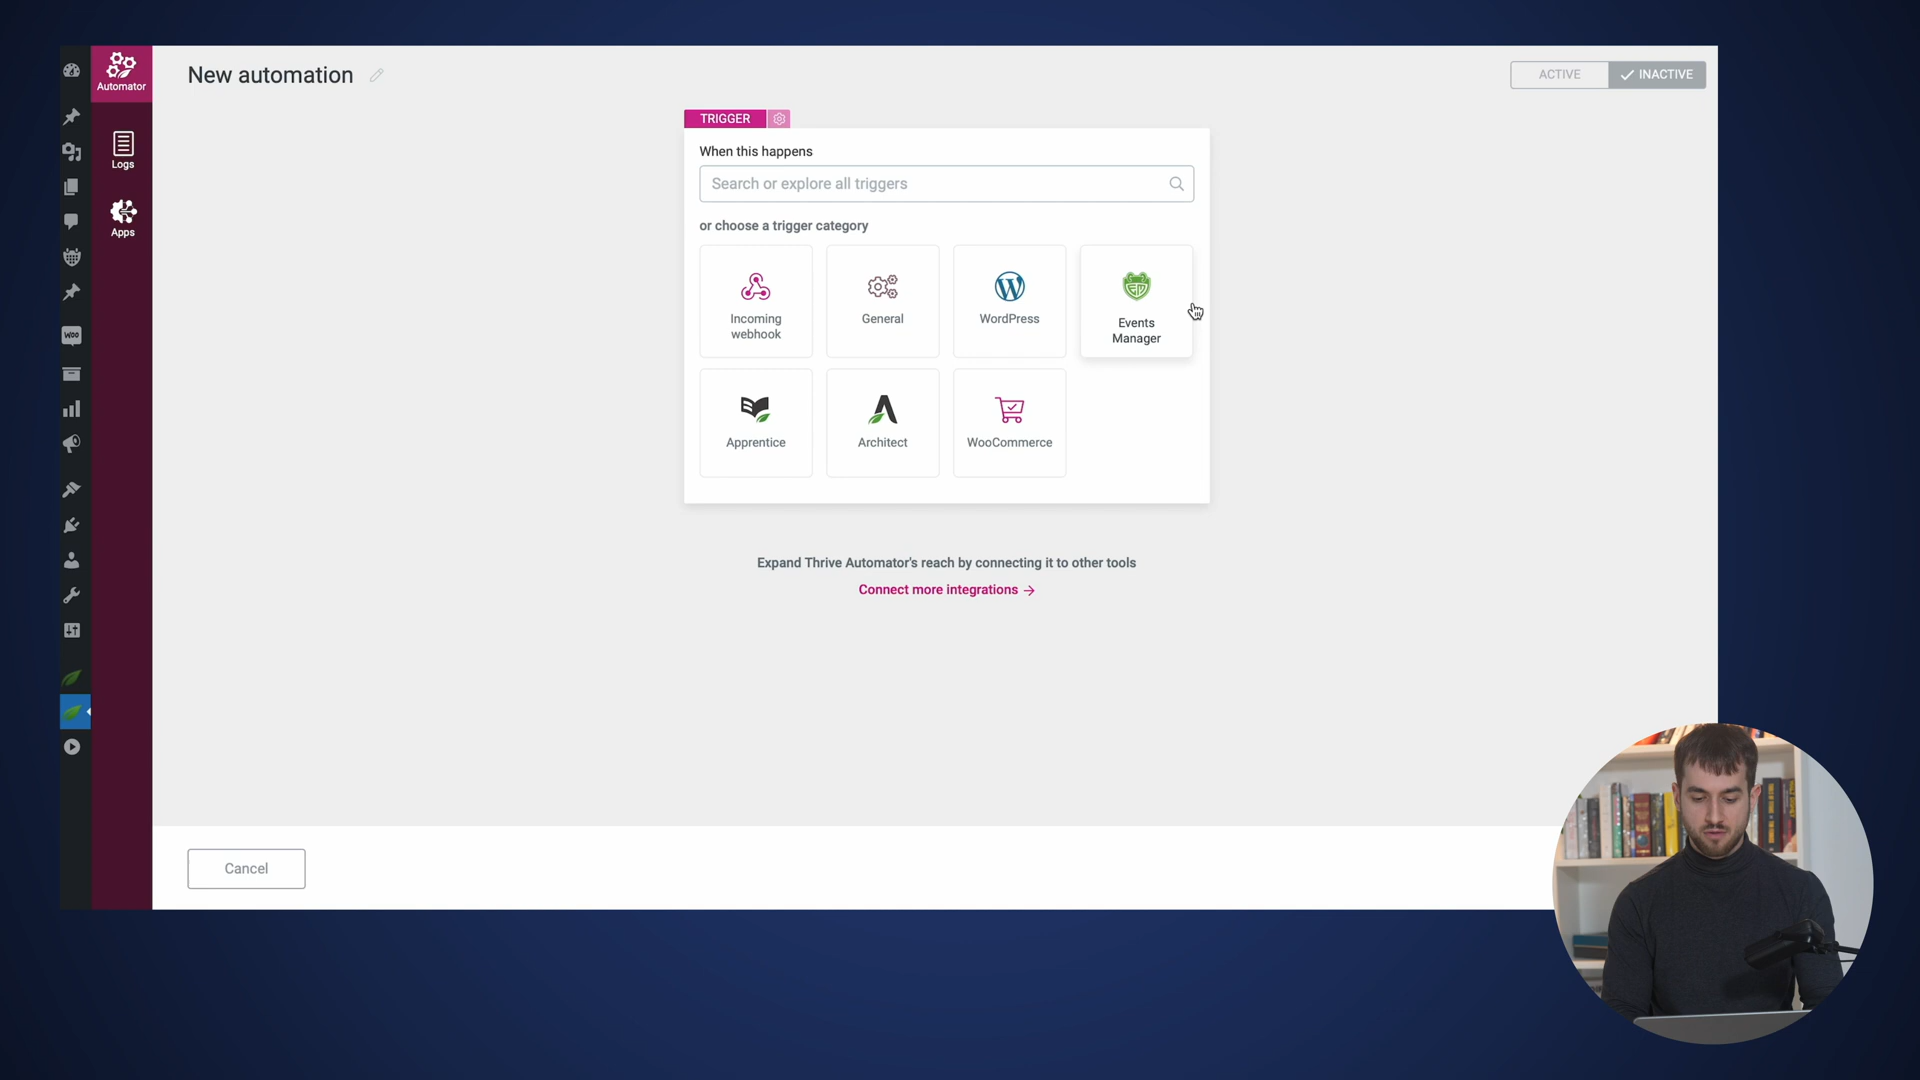 Automator
New automation
ACTIVE
INACTIVE
Logs
Apps
TRIGGER
When this happens
Search or explore all triggers
or choose a trigger category
Incoming
webhook
General
WordPress
Events
Manager
Apprentice
Architect
WooCommerce
WOO
Expand Thrive Automator's reach by connecting it to other tools
Connect more integrations →
Cancel